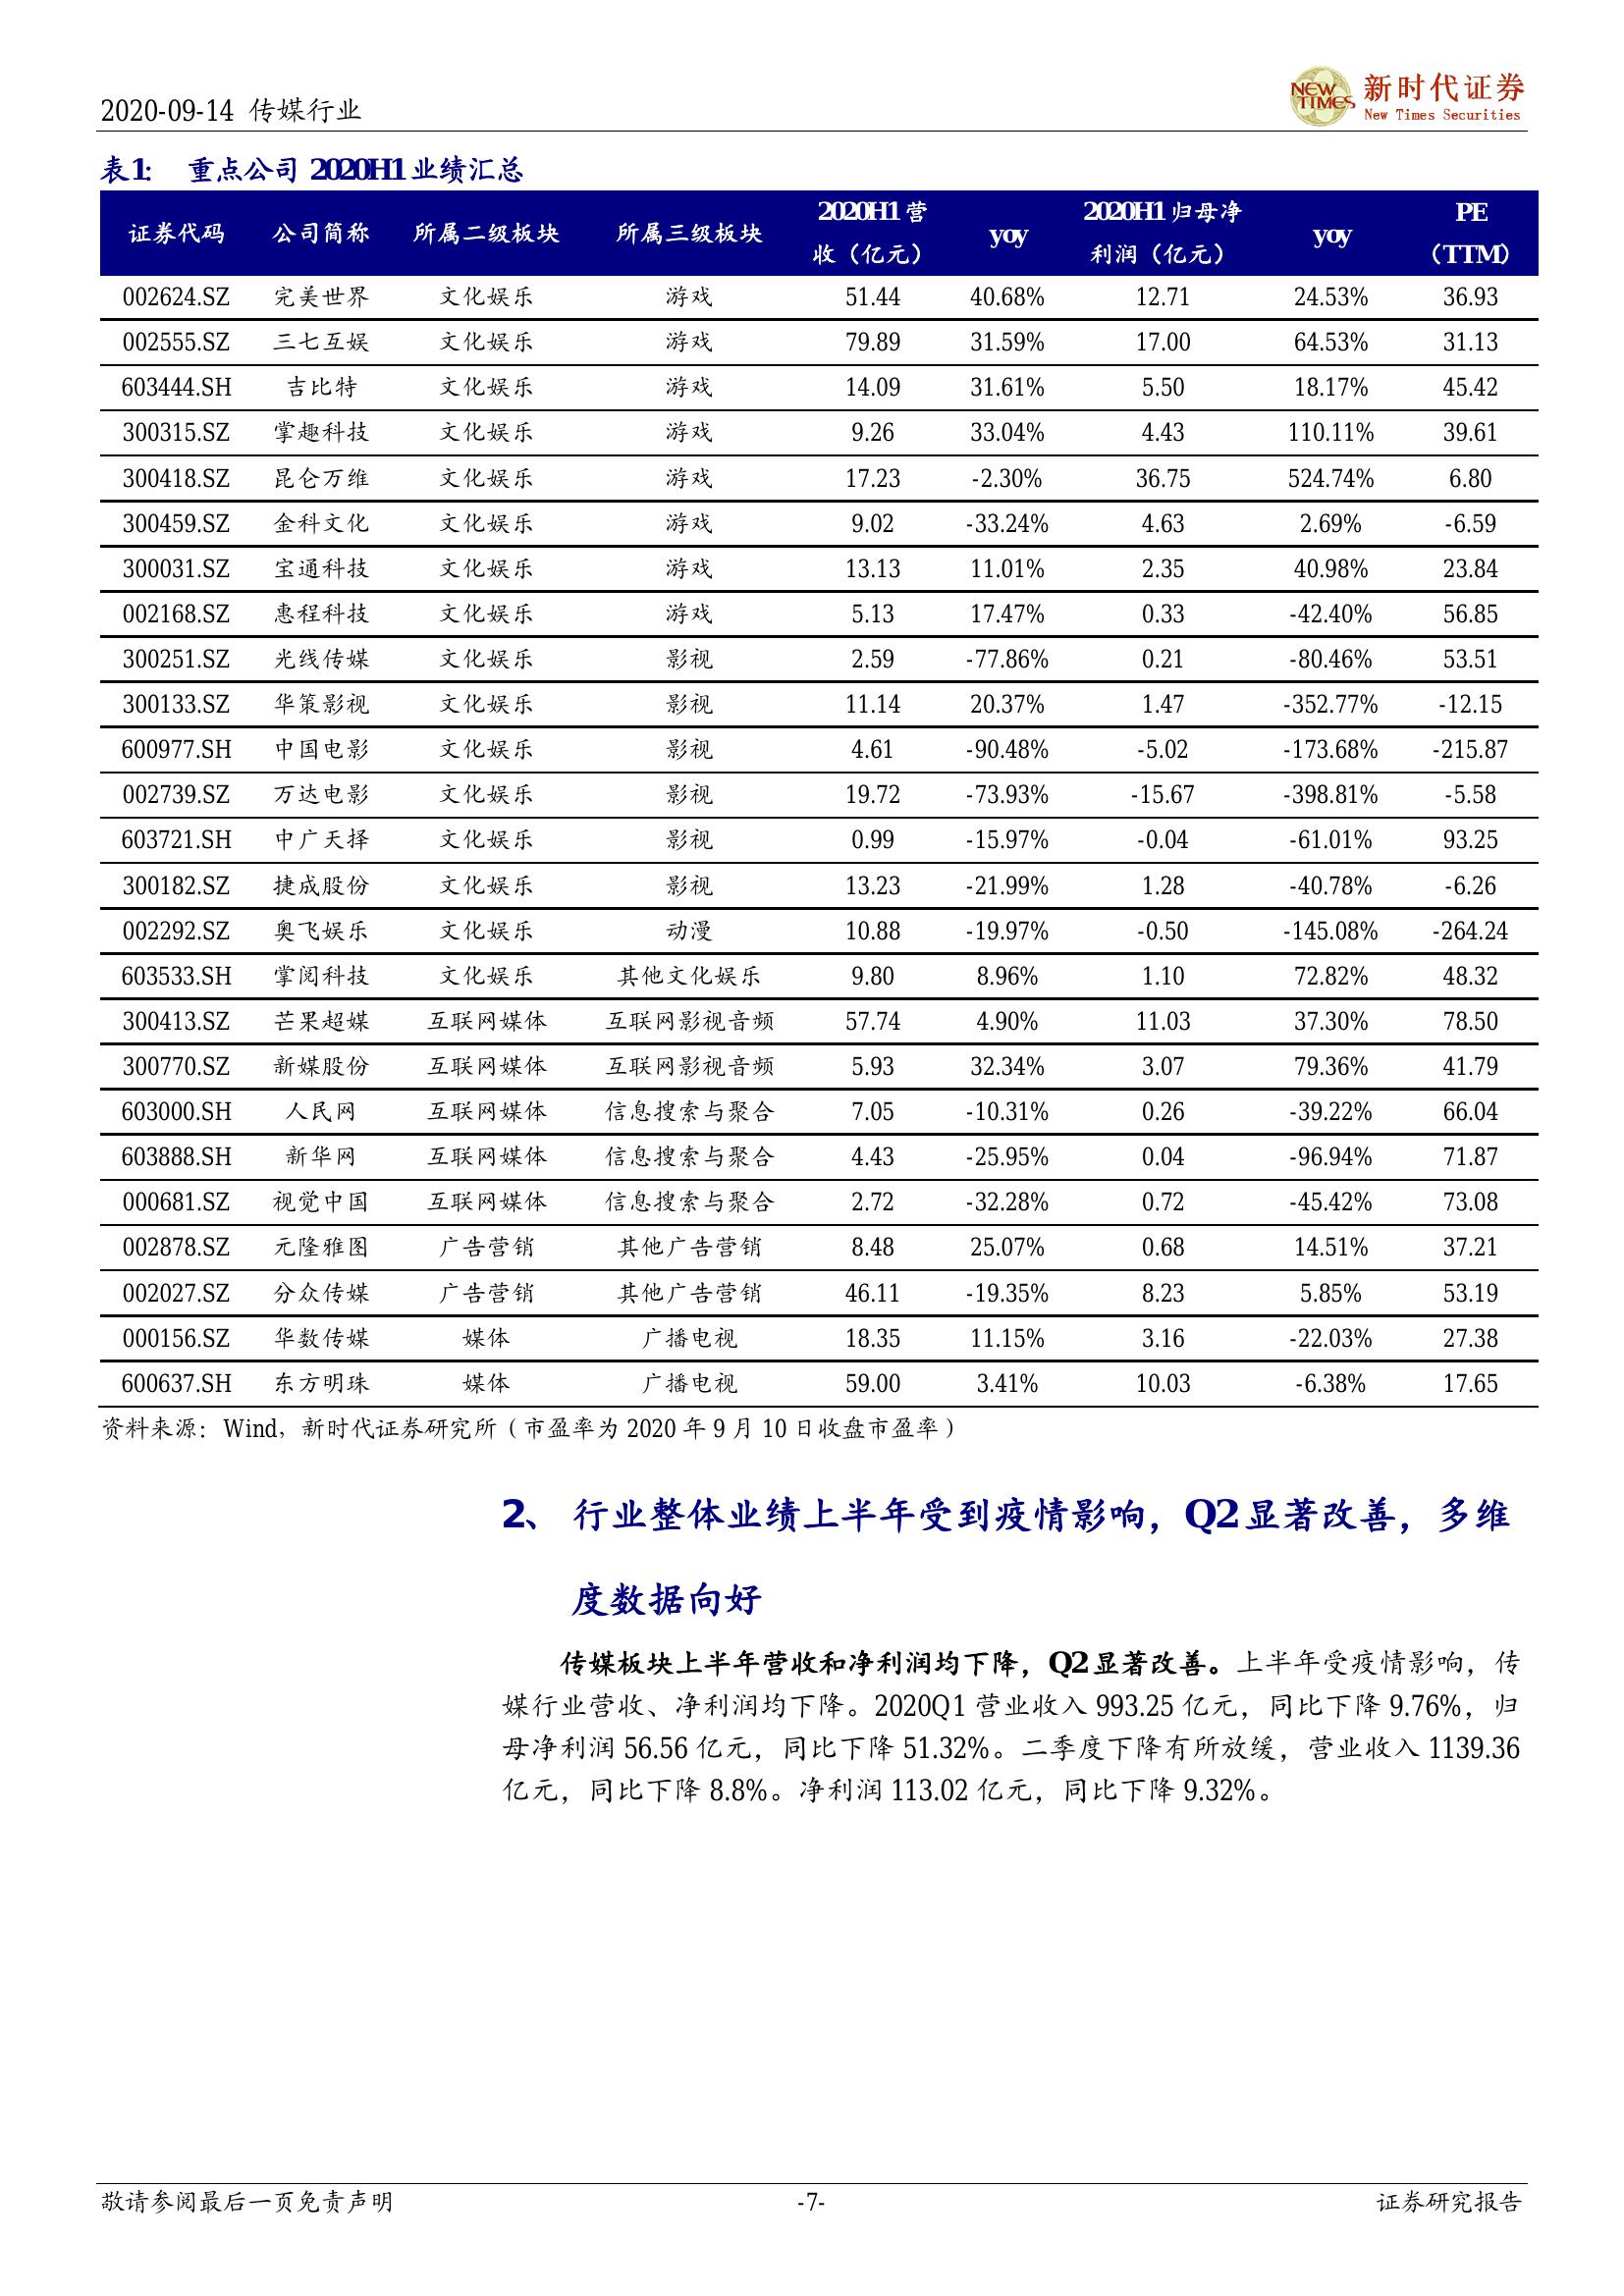 2020-09-14 传媒行业
NEW TIMES 新时代证券
New Times Securities
表1: 重点公司 2020H1 业绩汇总
证券代码 公司简称 所属二级板块 所属三级板块 2020H1 营收（亿元） yoy 2020H1 归母净利润（亿元） yoy PE（TTM）
002624.SZ 完美世界 文化娱乐 游戏 51.44 40.68% 12.71 24.53% 36.93
002555.SZ 三七互娱 文化娱乐 游戏 79.89 31.59% 17.00 64.53% 31.13
603444.SH 吉比特 文化娱乐 游戏 14.09 31.61% 5.50 18.17% 45.42
300315.SZ 掌趣科技 文化娱乐 游戏 9.26 33.04% 4.43 110.11% 39.61
300418.SZ 昆仑万维 文化娱乐 游戏 17.23 -2.30% 36.75 524.74% 6.80
300459.SZ 金科文化 文化娱乐 游戏 9.02 -33.24% 4.63 2.69% -6.59
300031.SZ 宝通科技 文化娱乐 游戏 13.13 11.01% 2.35 40.98% 23.84
002168.SZ 惠程科技 文化娱乐 游戏 5.13 17.47% 0.33 -42.40% 56.85
300251.SZ 光线传媒 文化娱乐 影视 2.59 -77.86% 0.21 -80.46% 53.51
300133.SZ 华策影视 文化娱乐 影视 11.14 20.37% 1.47 -352.77% -12.15
600977.SH 中国电影 文化娱乐 影视 4.61 -90.48% -5.02 -173.68% -215.87
002739.SZ 万达电影 文化娱乐 影视 19.72 -73.93% -15.67 -398.81% -5.58
603721.SH 中广天择 文化娱乐 影视 0.99 -15.97% -0.04 -61.01% 93.25
300182.SZ 捷成股份 文化娱乐 影视 13.23 -21.99% 1.28 -40.78% -6.26
002292.SZ 奥飞娱乐 文化娱乐 动漫 10.88 -19.97% -0.50 -145.08% -264.24
603533.SH 掌阅科技 文化娱乐 其他文化娱乐 9.80 8.96% 1.10 72.82% 48.32
300413.SZ 芒果超媒 互联网媒体 互联网影视音频 57.74 4.90% 11.03 37.30% 78.50
300770.SZ 新媒股份 互联网媒体 互联网影视音频 5.93 32.34% 3.07 79.36% 41.79
603000.SH 人民网 互联网媒体 信息搜索与聚合 7.05 -10.31% 0.26 -39.22% 66.04
603888.SH 新华网 互联网媒体 信息搜索与聚合 4.43 -25.95% 0.04 -96.94% 71.87
000681.SZ 视觉中国 互联网媒体 信息搜索与聚合 2.72 -32.28% 0.72 -45.42% 73.08
002878.SZ 元隆雅图 广告营销 其他广告营销 8.48 25.07% 0.68 14.51% 37.21
002027.SZ 分众传媒 广告营销 其他广告营销 46.11 -19.35% 8.23 5.85% 53.19
000156.SZ 华数传媒 媒体 广播电视 18.35 11.15% 3.16 -22.03% 27.38
600637.SH 东方明珠 媒体 广播电视 59.00 3.41% 10.03 -6.38% 17.65
资料来源：Wind，新时代证券研究所（市盈率为 2020 年 9 月 10 日收盘市盈率）
2、 行业整体业绩上半年受到疫情影响，Q2 显著改善，多维
度数据向好
传媒板块上半年营收和净利润均下降，Q2 显著改善。上半年受疫情影响，传
媒行业营收、净利润均下降。2020Q1 营业收入 993.25 亿元，同比下降 9.76%，归
母净利润 56.56 亿元，同比下降 51.32%。二季度下降有所放缓，营业收入 1139.36
亿元，同比下降 8.8%。净利润 113.02 亿元，同比下降 9.32%。
敬请参阅最后一页免责声明 -7- 证券研究报告